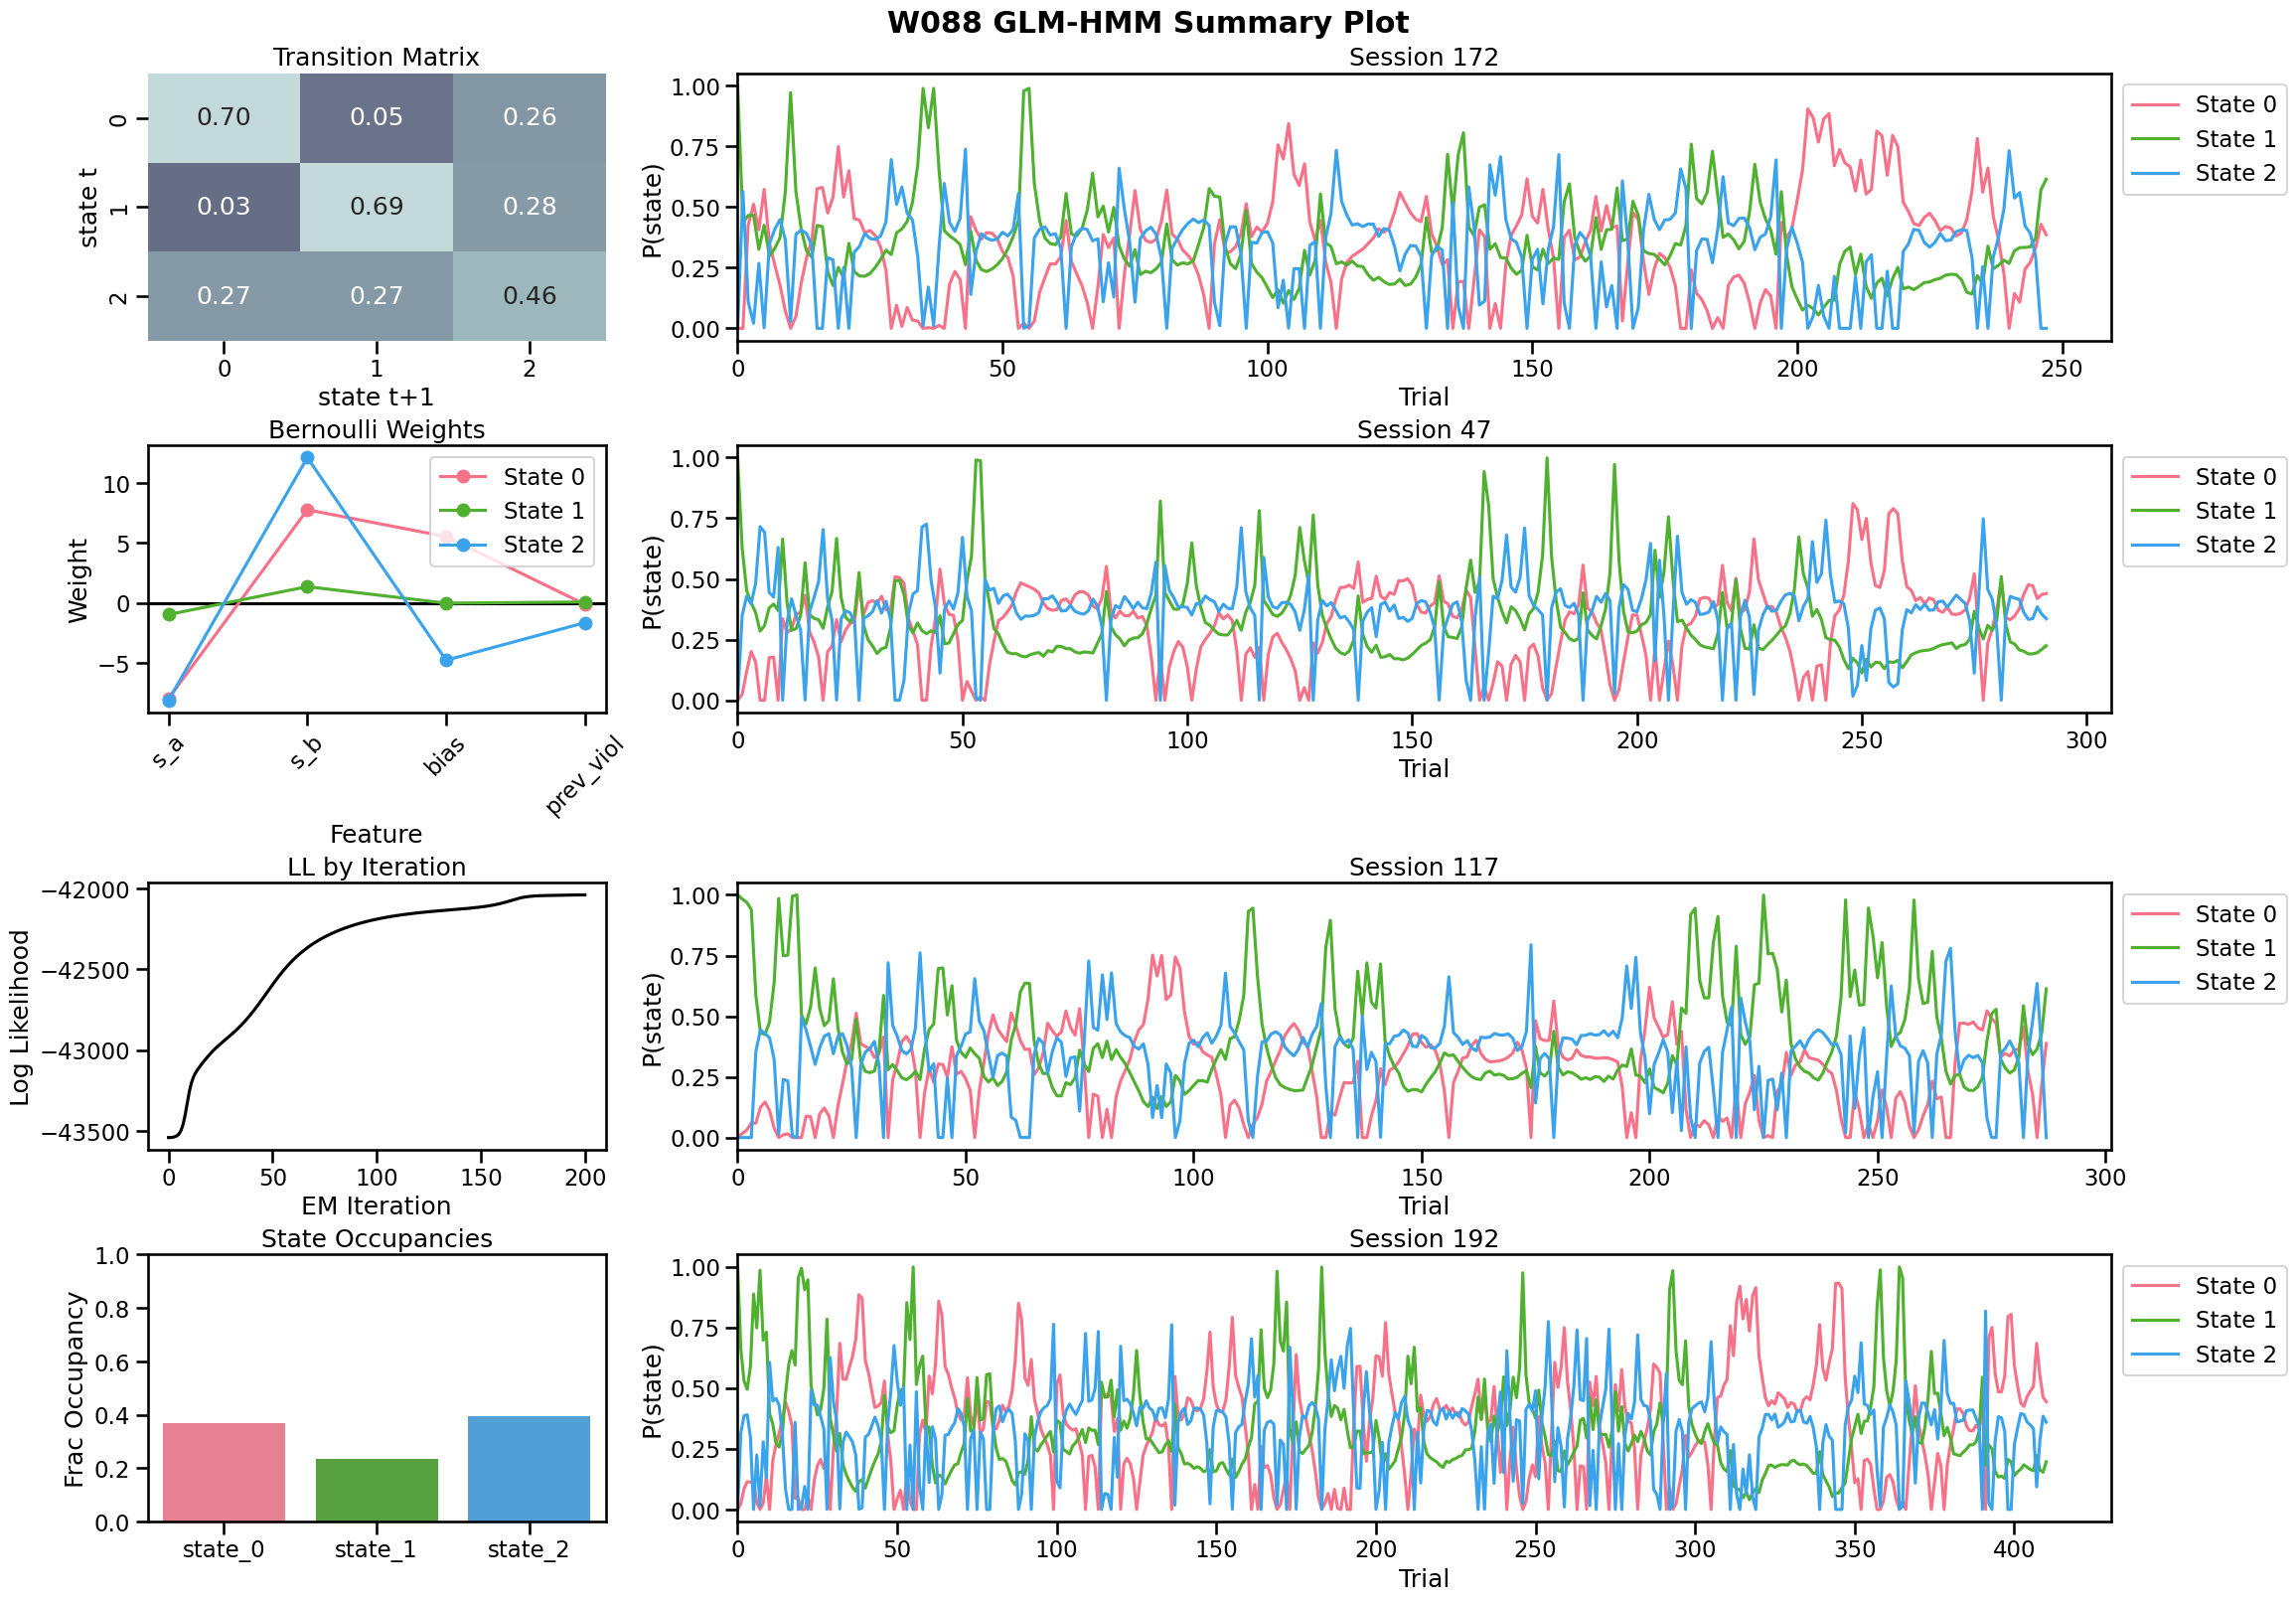 W088 GLM-HMM Summary Plot
Transition Matrix
0.70 0.05 0.26
0.03 0.69 0.28
0.27 0.27 0.46
0
1
2
state t
0 1 2
state t+1
Session 172
1.00
0.75
0.50
0.25
0.00
P(state)
0 50 100 150 200 250
Trial
State 0
State 1
State 2
Bernoulli Weights
10
5
0
−5
Weight
State 0
State 1
State 2
s_a s_b bias prev_viol
Feature
Session 47
1.00
0.75
0.50
0.25
0.00
P(state)
0 50 100 150 200 250 300
Trial
State 0
State 1
State 2
LL by Iteration
−42000
−42500
−43000
−43500
Log Likelihood
0 50 100 150 200
EM Iteration
Session 117
1.00
0.75
0.50
0.25
0.00
P(state)
0 50 100 150 200 250 300
Trial
State 0
State 1
State 2
State Occupancies
1.0
0.8
0.6
0.4
0.2
0.0
Frac Occupancy
state_0 state_1 state_2
Session 192
1.00
0.75
0.50
0.25
0.00
P(state)
0 50 100 150 200 250 300 350 400
Trial
State 0
State 1
State 2